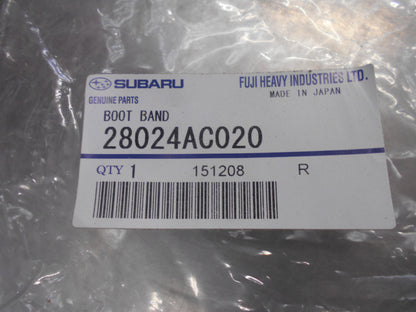 SUBARU FUJI HEAVY INDUSTRIES LTD.
GENUINE PARTS MADE IN JAPAN
BOOT BAND
28024AC020
QTY 1 151208 R